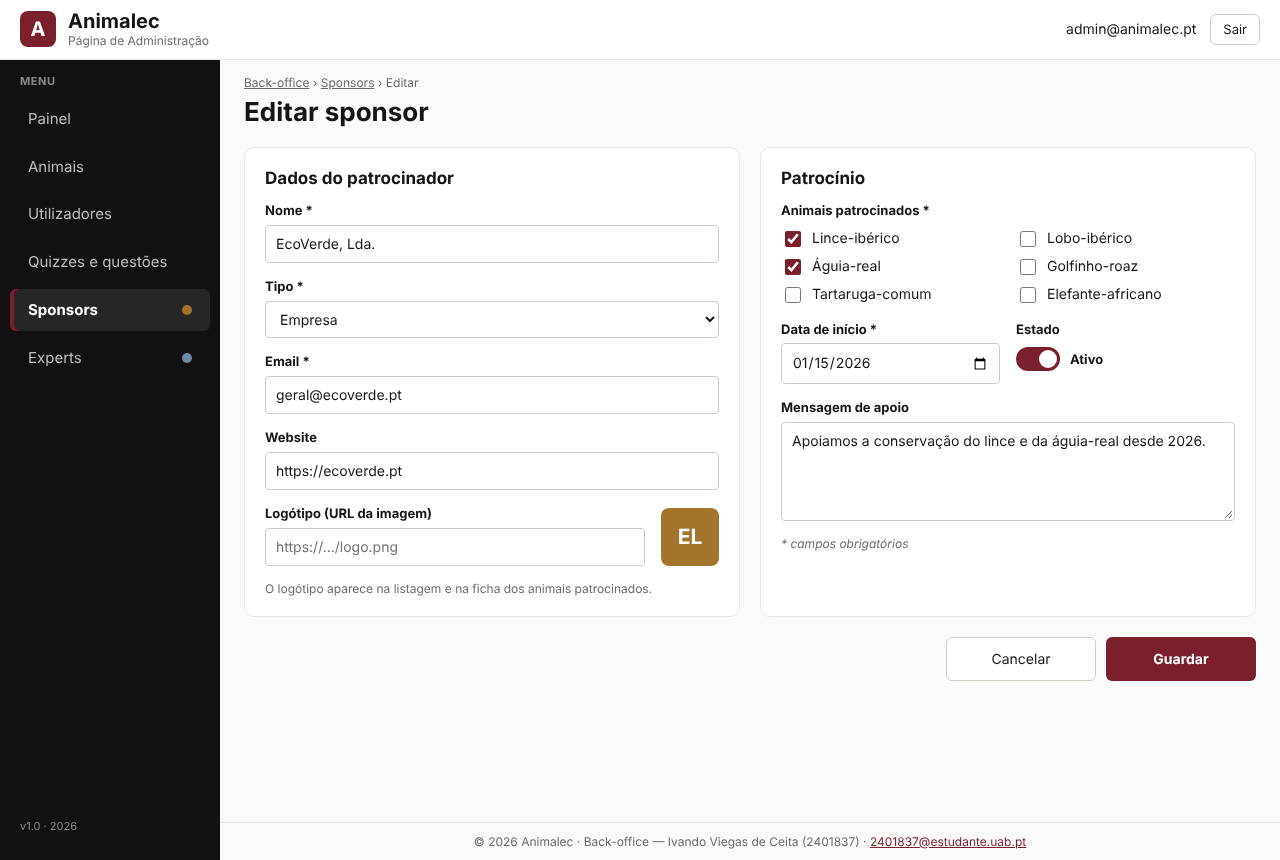 A
Animalec
Página de Administração
admin@animalec.pt
Sair
MENU
Painel
Animais
Utilizadores
Quizzes e questões
Sponsors
Experts
v1.0 · 2026
Back-office › Sponsors › Editar
Editar sponsor
Dados do patrocinador
Nome *
EcoVerde, Lda.
Tipo *
Empresa
Email *
geral@ecoverde.pt
Website
https://ecoverde.pt
Logótipo (URL da imagem)
https://.../logo.png
EL
O logótipo aparece na listagem e na ficha dos animais patrocinados.
Patrocínio
Animais patrocinados *
Lince-ibérico
Lobo-ibérico
Águia-real
Golfinho-roaz
Tartaruga-comum
Elefante-africano
Data de início *
Estado
01/15/2026
Ativo
Mensagem de apoio
Apoiamos a conservação do lince e da águia-real desde 2026.
* campos obrigatórios
Cancelar
Guardar
© 2026 Animalec · Back-office — Ivando Viegas de Ceita (2401837) · 2401837@estudante.uab.pt